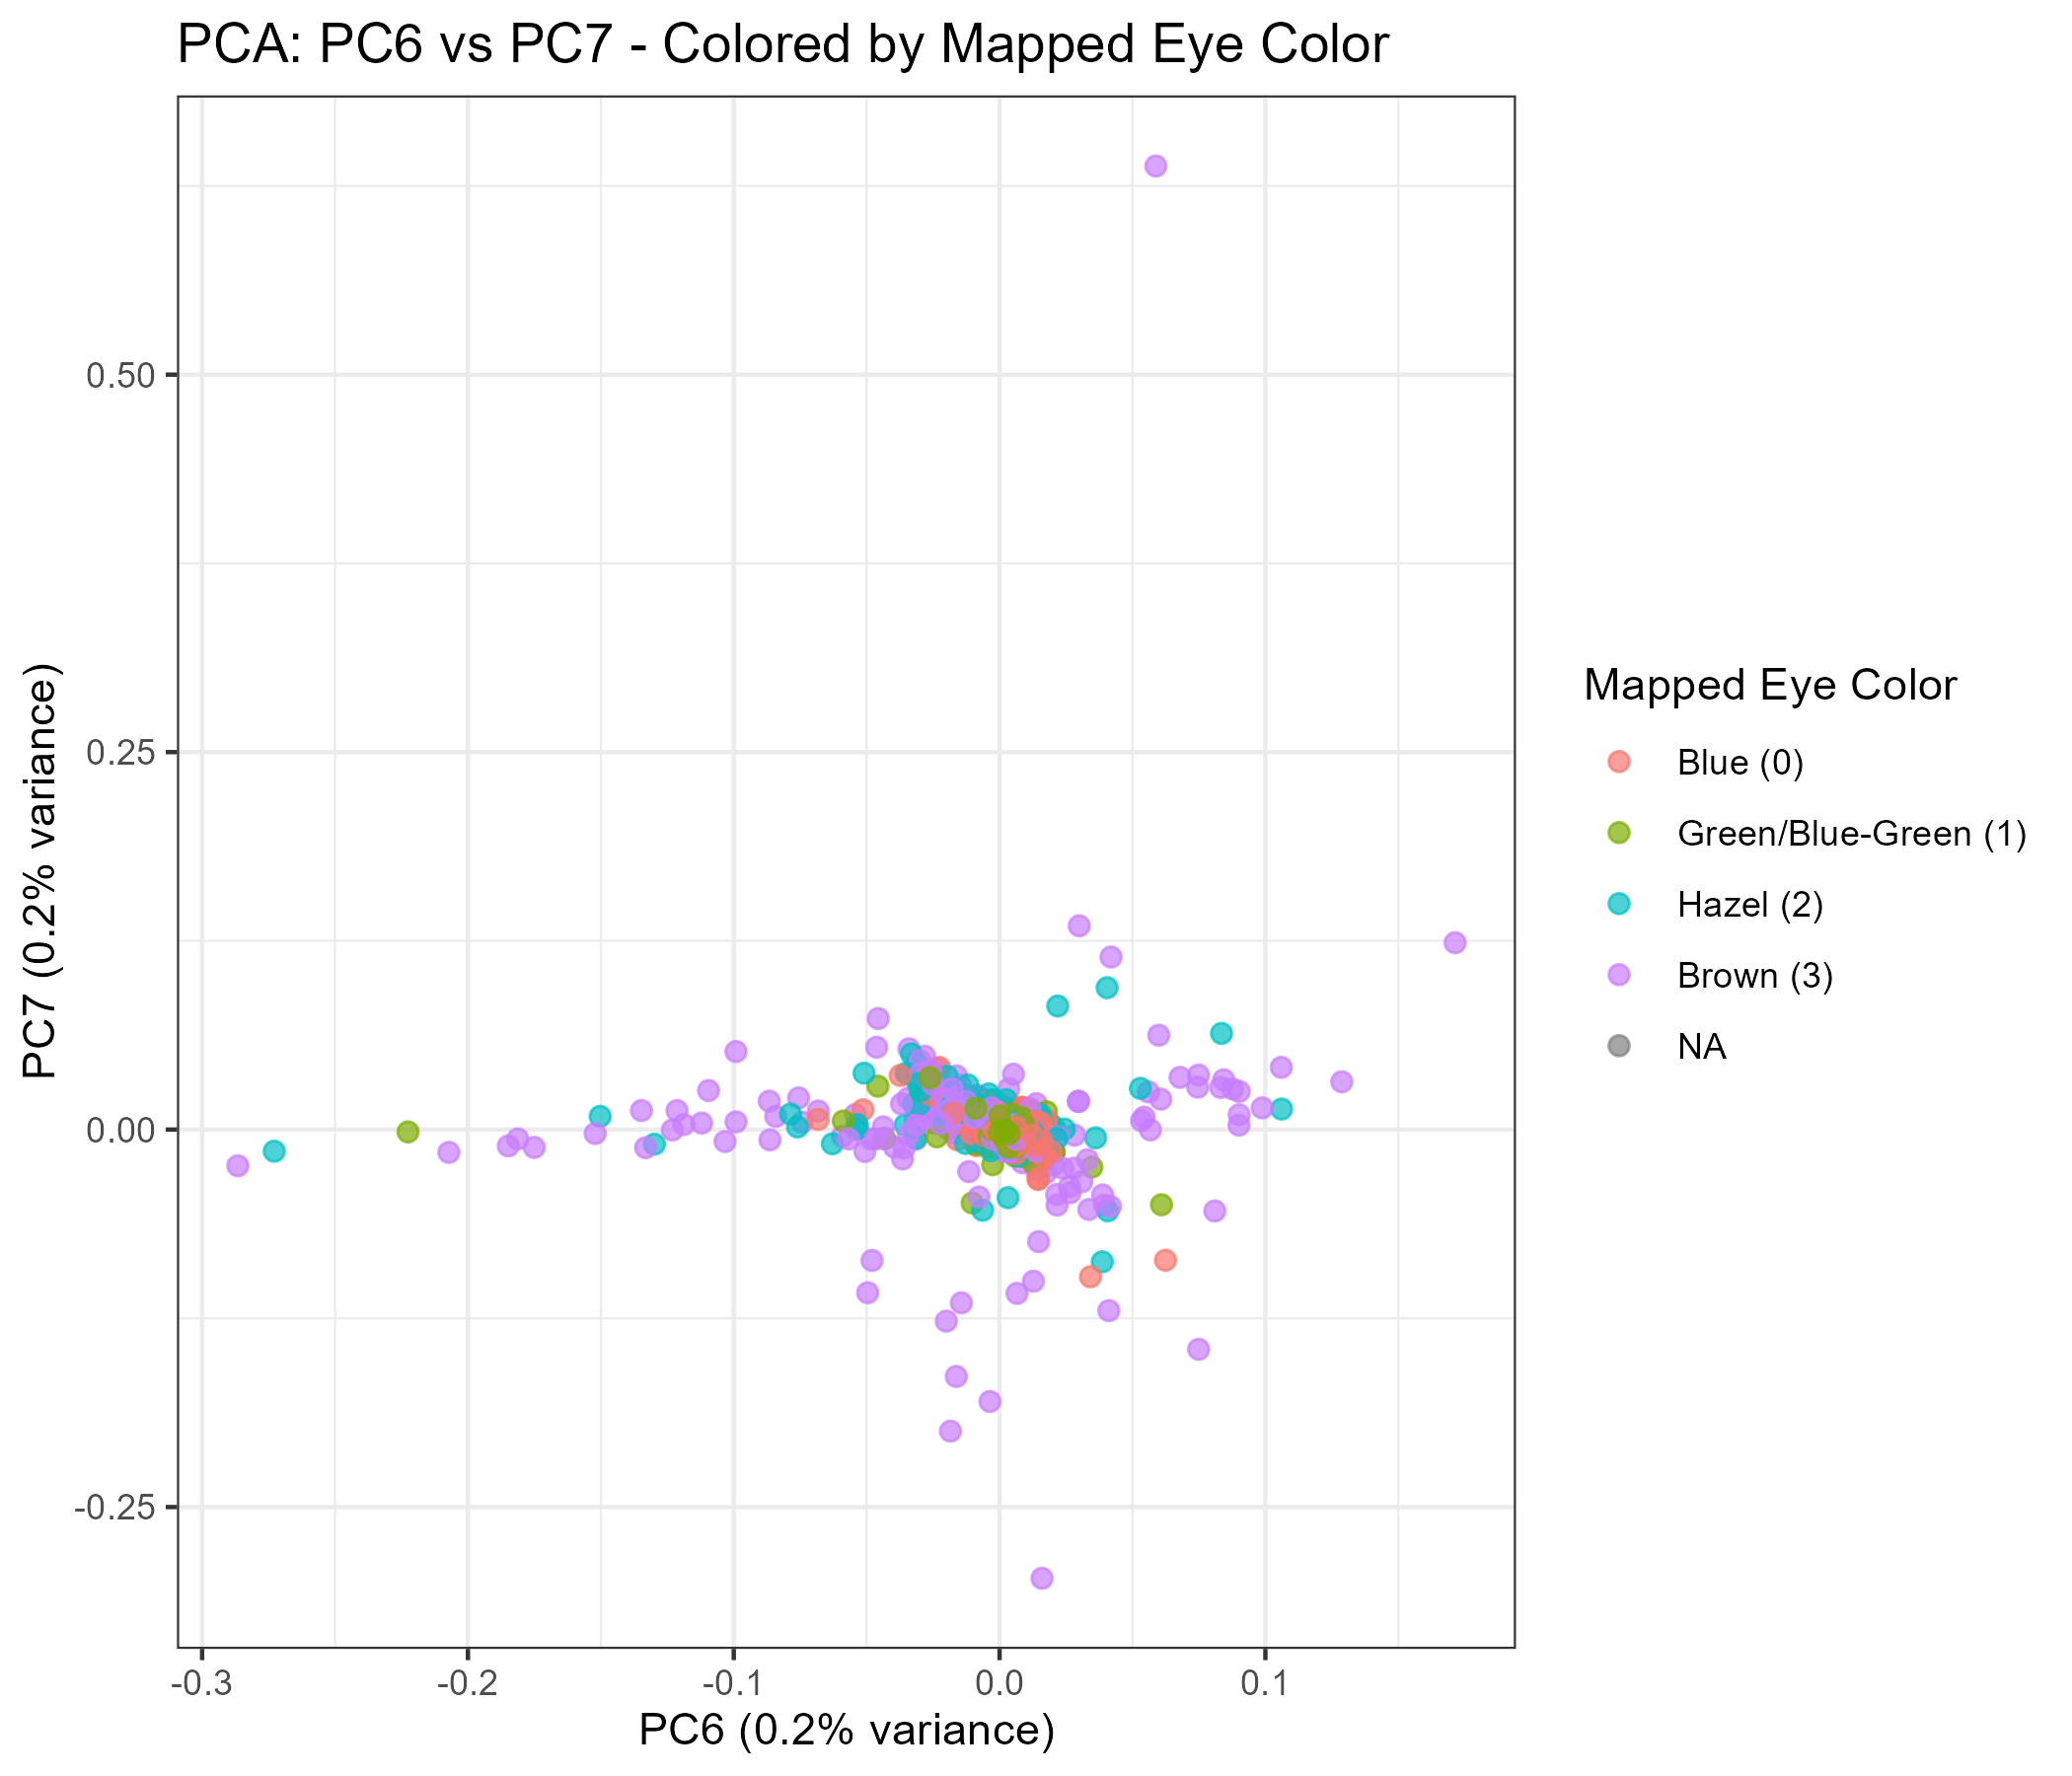 PCA: PC6 vs PC7 - Colored by Mapped Eye Color
PC7 (0.2% variance)
0.50
0.25
0.00
-0.25
-0.3
-0.2
-0.1
0.0
0.1
PC6 (0.2% variance)
Mapped Eye Color
Blue (0)
Green/Blue-Green (1)
Hazel (2)
Brown (3)
NA